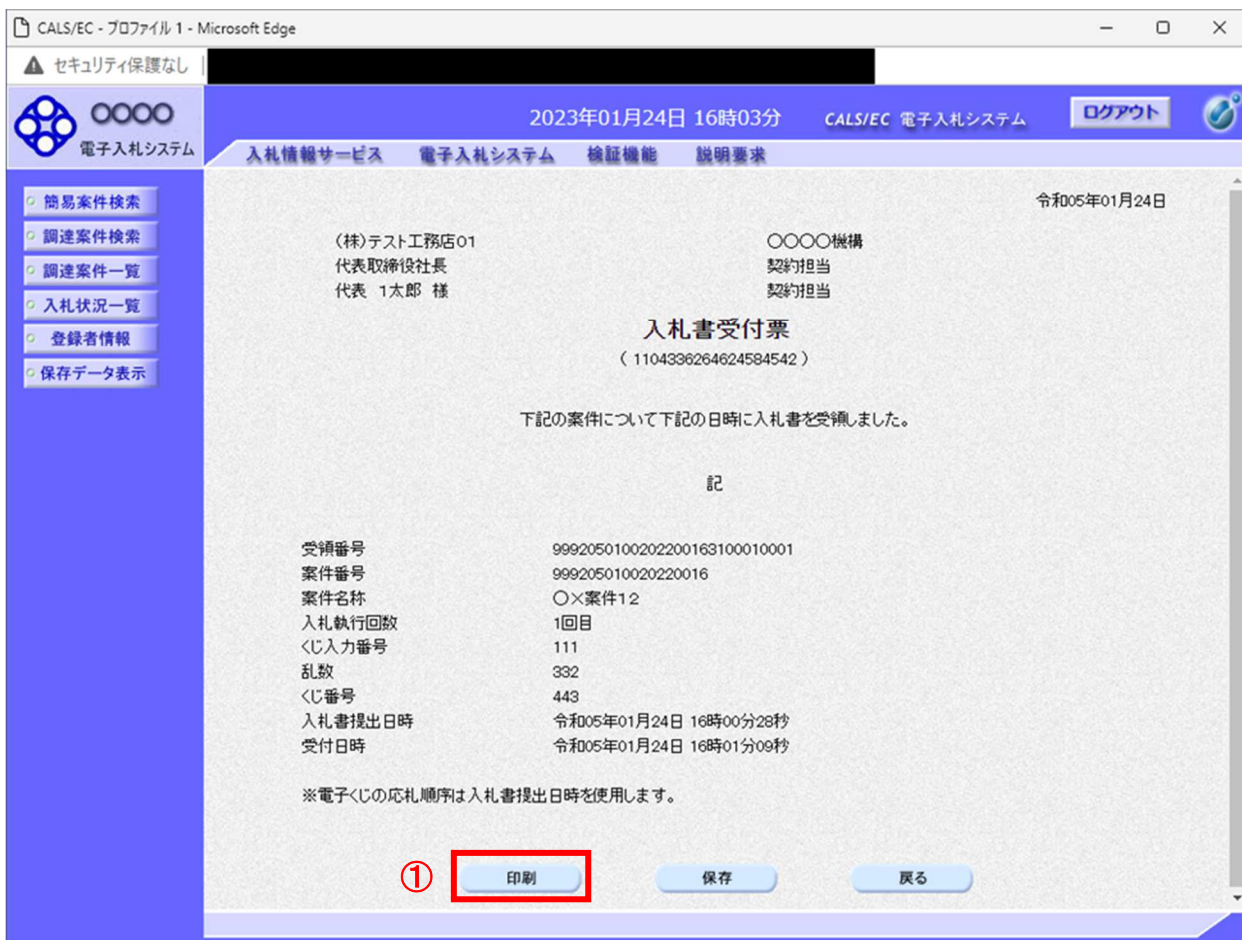 CALS/EC - プロファイル 1 - Microsoft Edge
セキュリティ保護なし
○○○○
電子入札システム
2023年01月24日 16時03分
CALS/EC 電子入札システム
ログアウト
入札情報サービス 電子入札システム 検証機能 説明要求
簡易案件検索
調達案件検索
調達案件一覧
入札状況一覧
登録者情報
保存データ表示
令和05年01月24日
(株)テスト工務店01 ○○○○機構
代表取締役社長 契約担当
代表 1太郎 様 契約担当
入札書受付票
( 1104336264624584542 )
下記の案件について下記の日時に入札書を受領しました。
記
受領番号 9992050100202200163100010001
案件番号 999205010020220016
案件名称 ○×案件12
入札執行回数 1回目
くじ入力番号 111
乱数 332
くじ番号 443
入札書提出日時 令和05年01月24日 16時00分28秒
受付日時 令和05年01月24日 16時01分09秒
※電子くじの応札順序は入札書提出日時を使用します。
① 印刷 保存 戻る